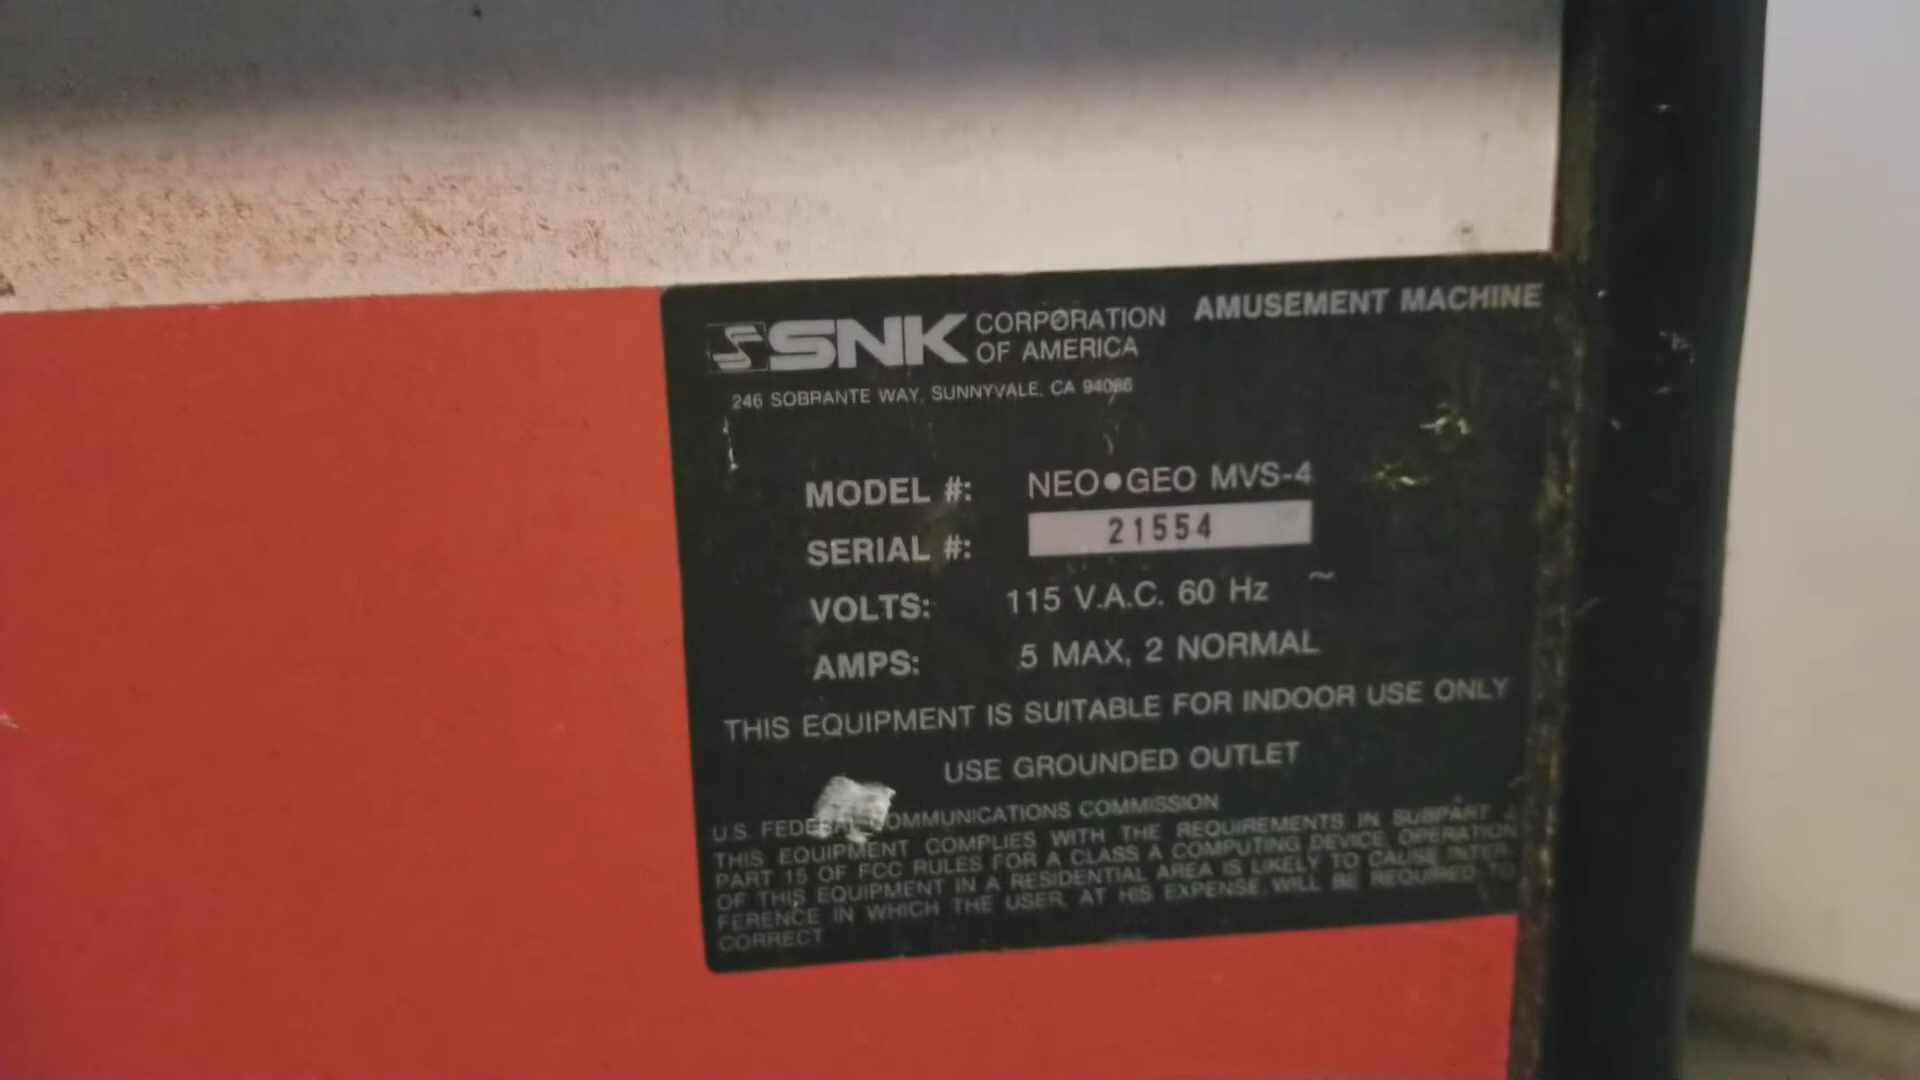 SNK CORPORATION OF AMERICA
AMUSEMENT MACHINE
246 SOBRANTE WAY, SUNNYVALE, CA 94086
MODEL #: NEO•GEO MVS-4
SERIAL #: 21554
VOLTS: 115 V.A.C. 60 Hz ~
AMPS: 5 MAX, 2 NORMAL
THIS EQUIPMENT IS SUITABLE FOR INDOOR USE ONLY
USE GROUNDED OUTLET
U.S. FEDERAL COMMUNICATIONS COMMISSION
THIS EQUIPMENT COMPLIES WITH THE REQUIREMENTS IN SUBPART
PART 15 OF FCC RULES FOR A CLASS A COMPUTING DEVICE, OPERATION
OF THIS EQUIPMENT IN A RESIDENTIAL AREA IS LIKELY TO CAUSE INTER-
FERENCE IN WHICH THE USER, AT HIS EXPENSE, WILL BE REQUIRED TO
CORRECT